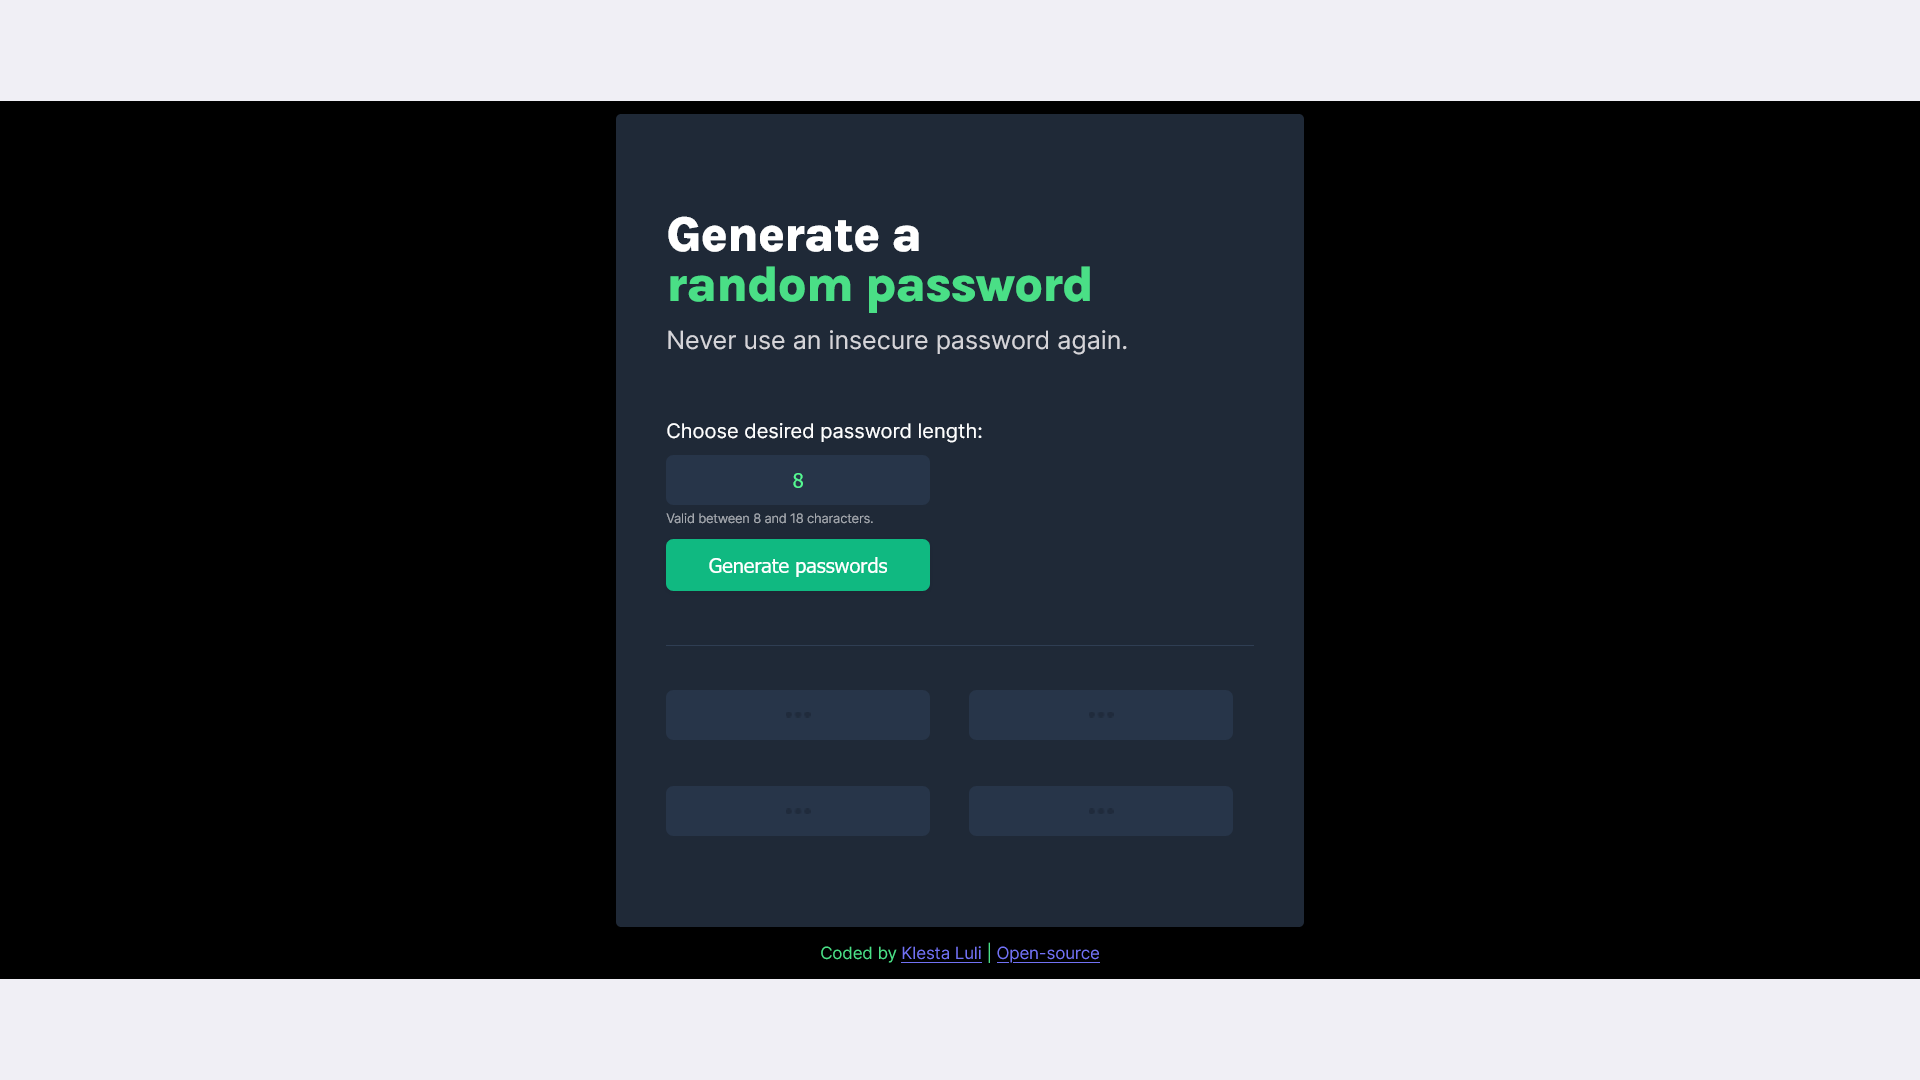 Generate a
random password
Never use an insecure password again.
Choose desired password length:
8
Valid between 8 and 18 characters.
Generate passwords
•••
•••
•••
•••
Coded by Klesta Luli | Open-source